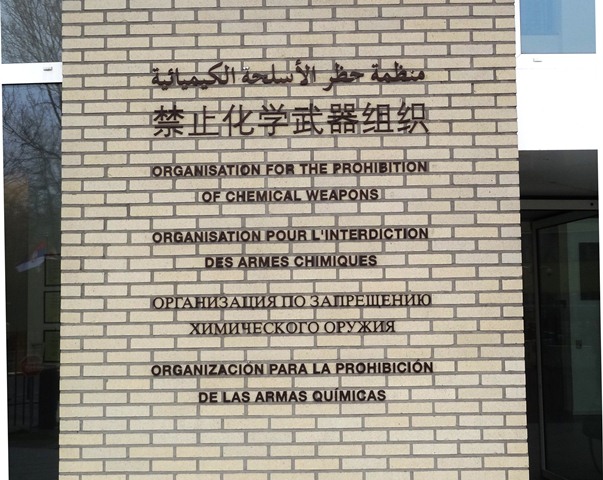 منظمة حظر الأسلحة الكيميائية
禁止化学武器组织
ORGANISATION FOR THE PROHIBITION
OF CHEMICAL WEAPONS
ORGANISATION POUR L'INTERDICTION
DES ARMES CHIMIQUES
ОРГАНИЗАЦИЯ ПО ЗАПРЕЩЕНИЮ
ХИМИЧЕСКОГО ОРУЖИЯ
ORGANIZACIÓN PARA LA PROHIBICIÓN
DE LAS ARMAS QUÍMICAS